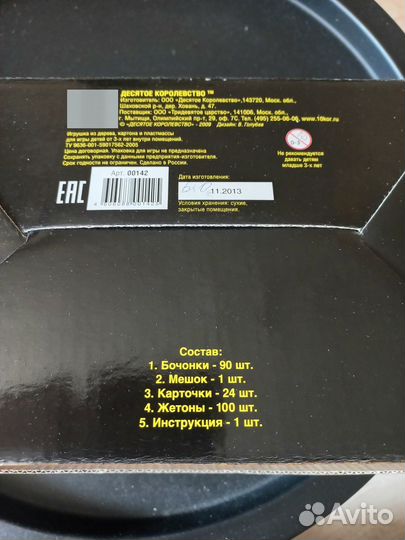 ДЕСЯТОЕ КОРОЛЕВСТВО ™
Изготовитель: ООО «Десятое Королевство»,143720, Моск. обл.,
Шаховской р-н, дер. Ховань, д. 47.
Поставщик: ООО «Тридевятое царство», 141006, Моск. обл.,
г. Мытищи, Олимпийский пр-т, 29, оф. 7С. Тел. (495) 255-06-06, www.10kor.ru
© «ДЕСЯТОЕ КОРОЛЕВСТВО» - 2009 Дизайн: В. Голубев
Игрушка из дерева, картона и пластмассы
для игры детей от 3-х лет внутри помещений.
ТУ 9636-001-59017562-2005
Цена договорная. Упаковка для игры не предназначена
Сохранять упаковку с данными предприятия-изготовителя.
Срок годности не ограничен. Сделано в России.
0-3
Не рекомендуется
давать детям
младше 3-х лет
EAC
Арт. 00142
Дата изготовления:
11.2013
Условия хранения: сухие,
закрытые помещения.
Состав:
1. Бочонки - 90 шт.
2. Мешок - 1 шт.
3. Карточки - 24 шт.
4. Жетоны - 100 шт.
5. Инструкция - 1 шт.
Avito